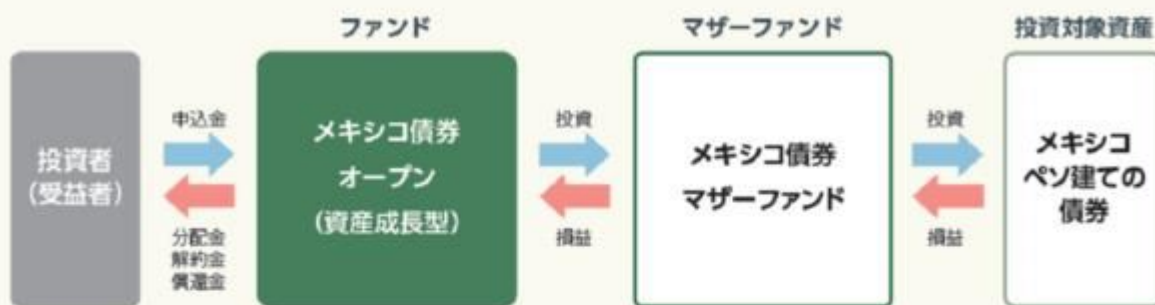 ファンド
マザーファンド
投資対象資産
投資者
(受益者)
申込金
分配金
解約金
償還金
メキシコ債券
オープン
(資産成長型)
投資
損益
メキシコ債券
マザーファンド
投資
損益
メキシコ
ペソ建ての
債券